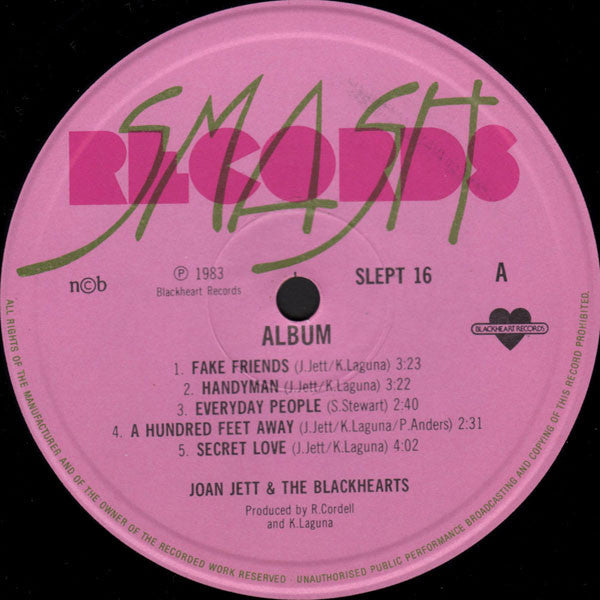 SMASH
RECORDS
℗ 1983
Blackheart Records
n©b
SLEPT 16
A
BLACKHEART RECORDS
ALBUM
1. FAKE FRIENDS (J.Jett/K.Laguna) 3:23
2. HANDYMAN (J.Jett/K.Laguna) 3:22
3. EVERYDAY PEOPLE (S.Stewart) 2:40
4. A HUNDRED FEET AWAY (J.Jett/K.Laguna/P.Anders) 2:31
5. SECRET LOVE (J.Jett/K.Laguna) 4:02
JOAN JETT & THE BLACKHEARTS
Produced by R.Cordell
and K.Laguna
ALL RIGHTS OF THE MANUFACTURER AND OF THE OWNER OF THE RECORDED WORK RESERVED · UNAUTHORISED PUBLIC PERFORMANCE BROADCASTING AND COPYING OF THIS RECORD PROHIBITED.